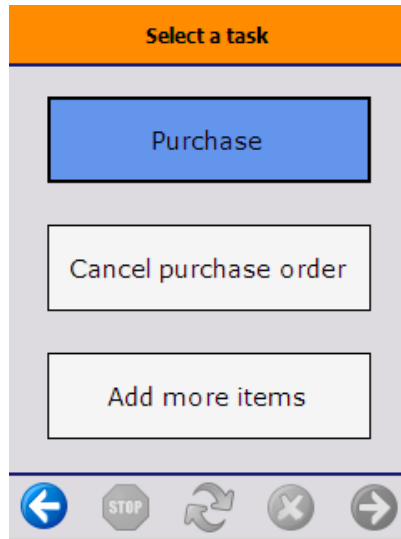 Select a task
Purchase
Cancel purchase order
Add more items
STOP